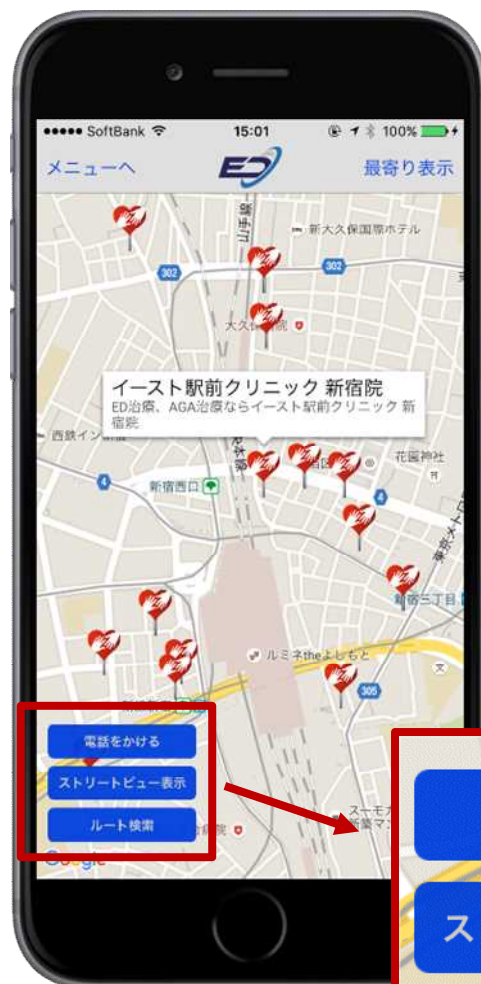 SoftBank 15:01 100%
メニューへ ED 最寄り表示
山手線
新大久保国際ホテル
302
302
イースト駅前クリニック 新宿院
ED治療、AGA治療ならイースト駅前クリニック 新
宿院
西鉄イン
花園神社
4
新宿西口
4
新宿三丁目
ルミネtheよしもと
305
電話をかける
ストリートビュー表示
ルート検索
Google
ス